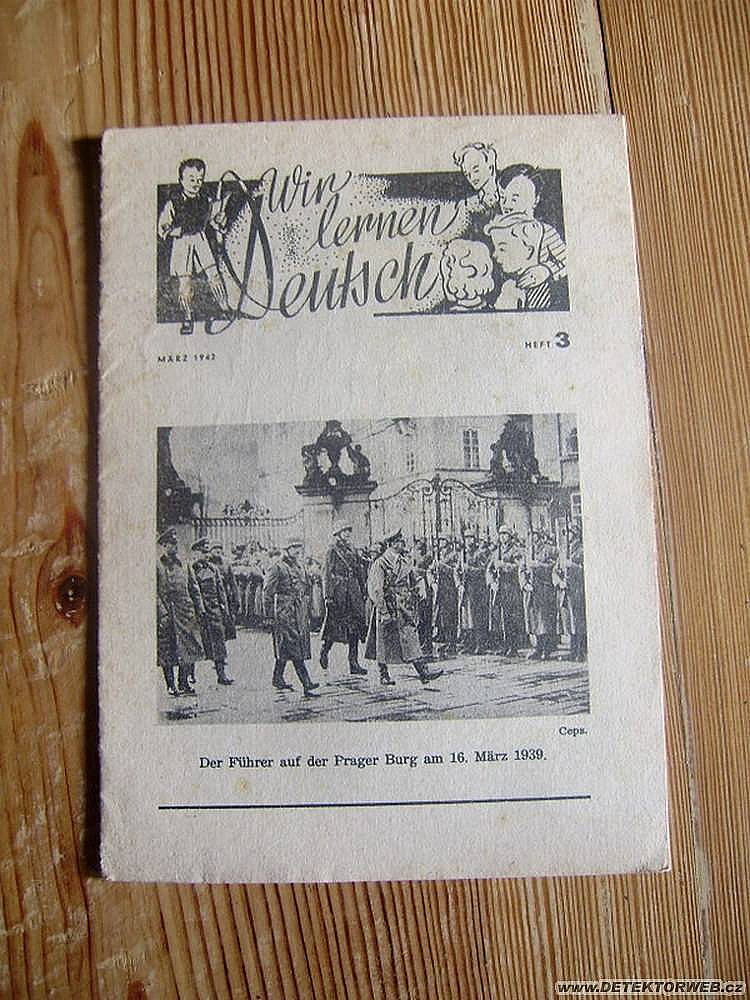 Wir
lernen
Deutsch
MÄRZ 1942
HEFT 3
Ceps.
Der Führer auf der Prager Burg am 16. März 1939.
www.DETEKTORWEB.cz